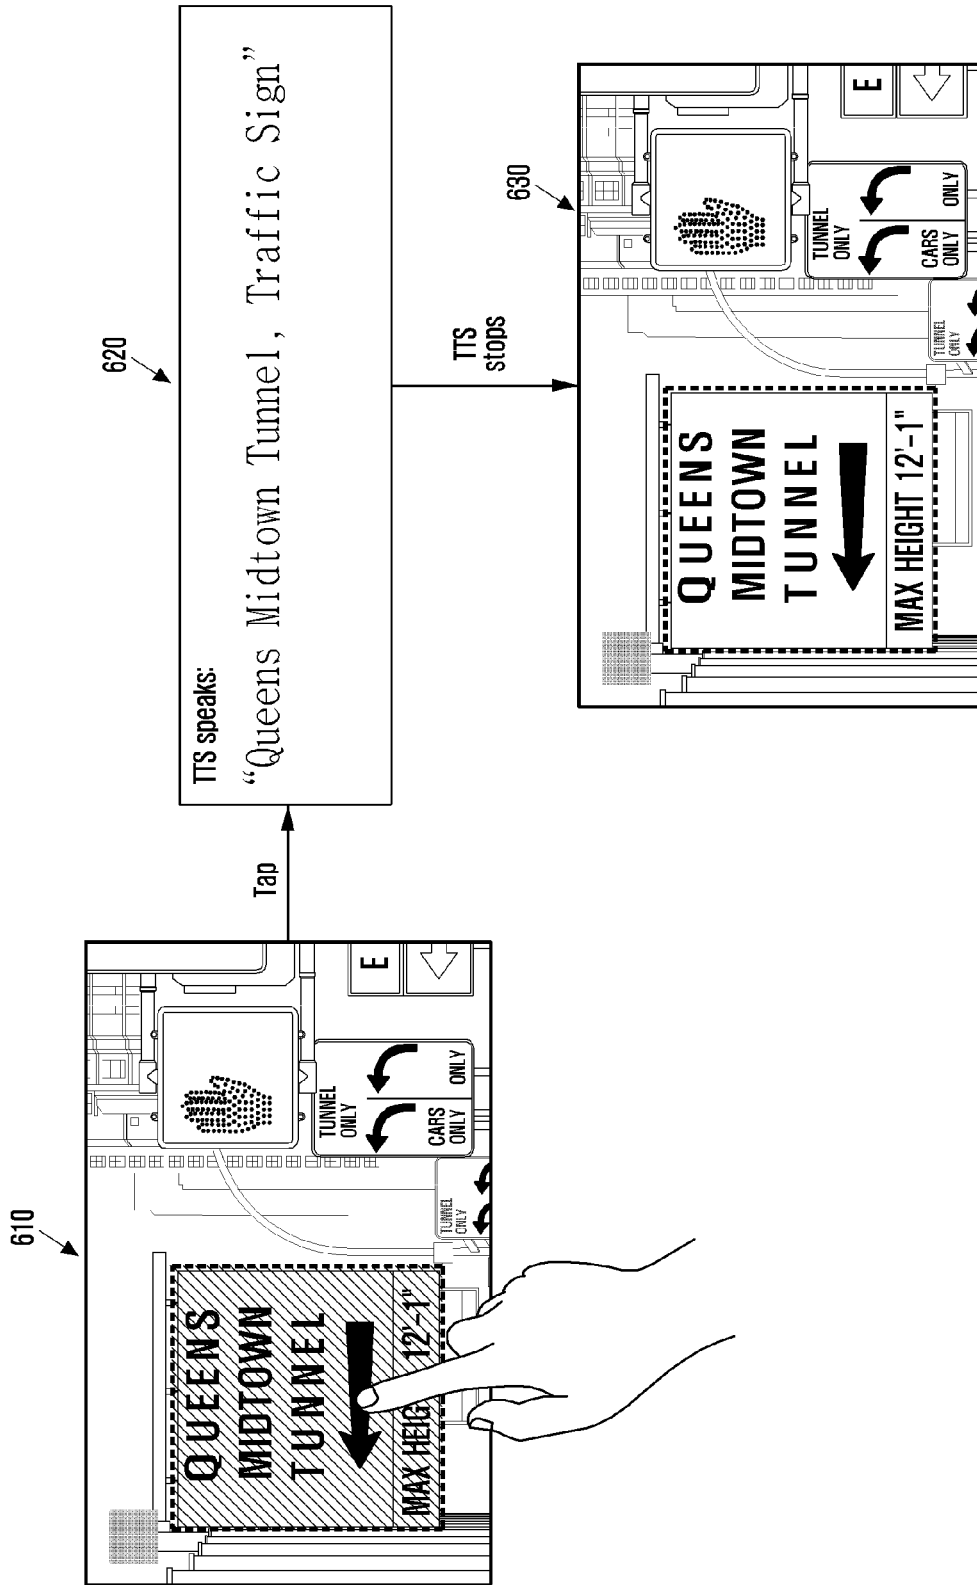 610
QUEENS
MIDTOWN
TUNNEL
MAX HEIG 12'-1"
TUNNEL
ONLY
CARS
ONLY
ONLY
TUNNEL
ONLY
E
Tap
620
TTS speaks:
“Queens Midtown Tunnel, Traffic Sign”
TTS
stops
630
QUEENS
MIDTOWN
TUNNEL
MAX HEIGHT 12'-1"
TUNNEL
ONLY
CARS
ONLY
ONLY
TUNNEL
ONLY
E